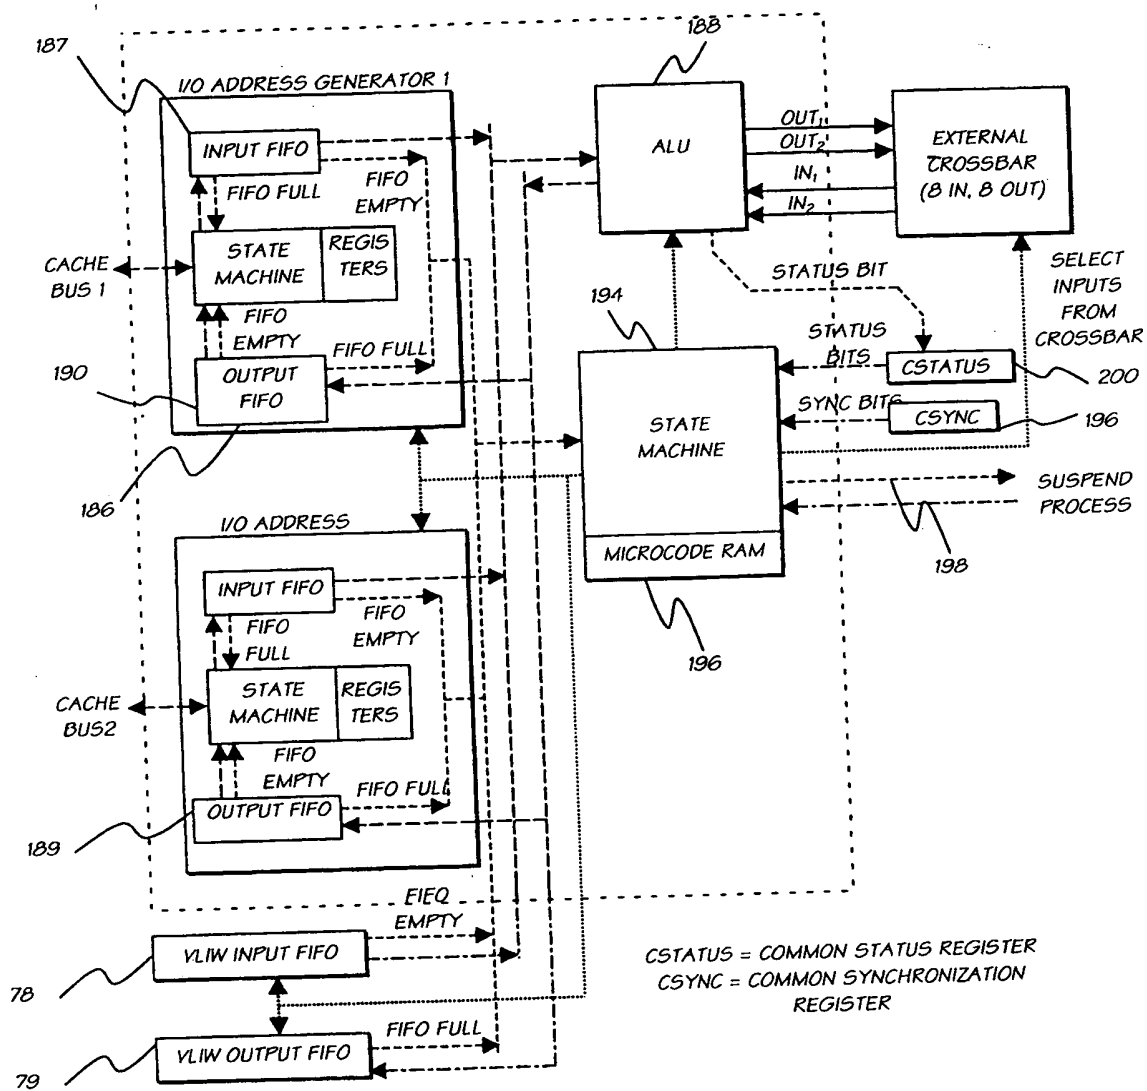 187
I/O ADDRESS GENERATOR 1
INPUT FIFO
FIFO FULL
FIFO
EMPTY
STATE
MACHINE
REGIS
TERS
CACHE
BUS 1
FIFO
EMPTY
FIFO FULL
OUTPUT
FIFO
190
186
188
ALU
OUT1
OUT2
IN1
IN2
EXTERNAL
CROSSBAR
(8 IN, 8 OUT)
STATUS BIT
SELECT
INPUTS
FROM
CROSSBAR
194
STATUS
BITS
CSTATUS
200
SYNC BITS
CSYNC
196
STATE
MACHINE
SUSPEND
PROCESS
198
MICROCODE RAM
196
I/O ADDRESS
INPUT FIFO
FIFO
FULL
FIFO
EMPTY
STATE
MACHINE
REGIS
TERS
CACHE
BUS2
FIFO
EMPTY
FIFO FULL
OUTPUT FIFO
189
FIFO
EMPTY
VLIW INPUT FIFO
78
FIFO FULL
VLIW OUTPUT FIFO
79
CSTATUS = COMMON STATUS REGISTER
CSYNC = COMMON SYNCHRONIZATION
REGISTER